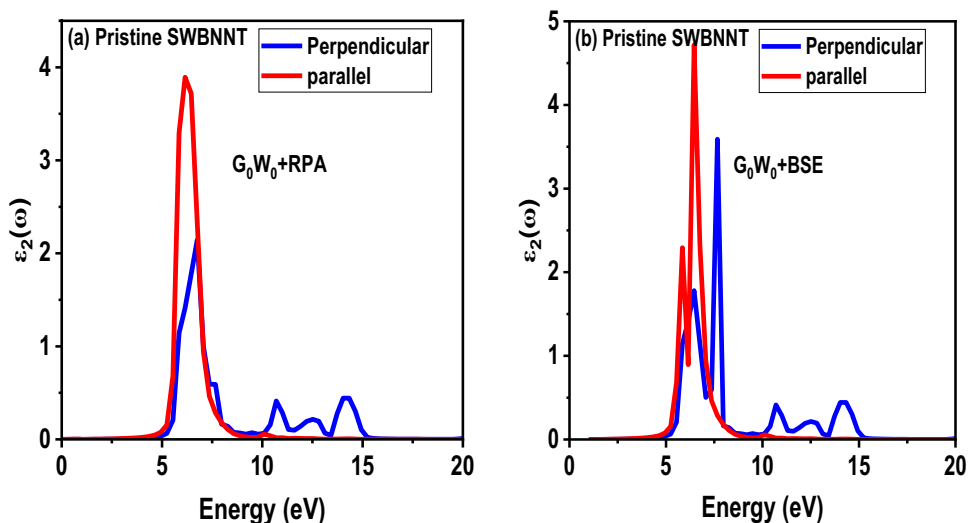 (a) Pristine SWBNNT
Perpendicular
parallel
G₀W₀+RPA
ε₂(ω)
4
3
2
1
0
0 5 10 15 20
Energy (eV)
(b) Pristine SWBNNT
Perpendicular
parallel
G₀W₀+BSE
ε₂(ω)
5
4
3
2
1
0
0 5 10 15 20
Energy (eV)